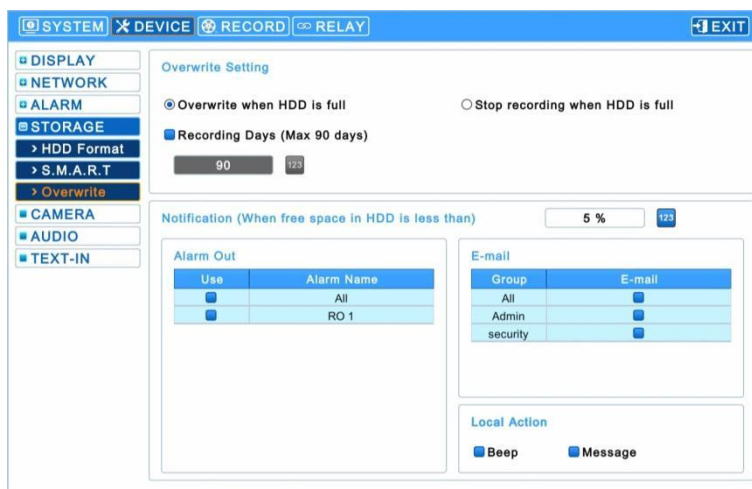 SYSTEM DEVICE RECORD RELAY EXIT
DISPLAY
NETWORK
ALARM
STORAGE
> HDD Format
> S.M.A.R.T
> Overwrite
CAMERA
AUDIO
TEXT-IN
Overwrite Setting
Overwrite when HDD is full
Stop recording when HDD is full
Recording Days (Max 90 days)
90 123
Notification (When free space in HDD is less than) 5 % 123
Alarm Out
Use Alarm Name
All
RO 1
E-mail
Group E-mail
All
Admin
security
Local Action
Beep Message